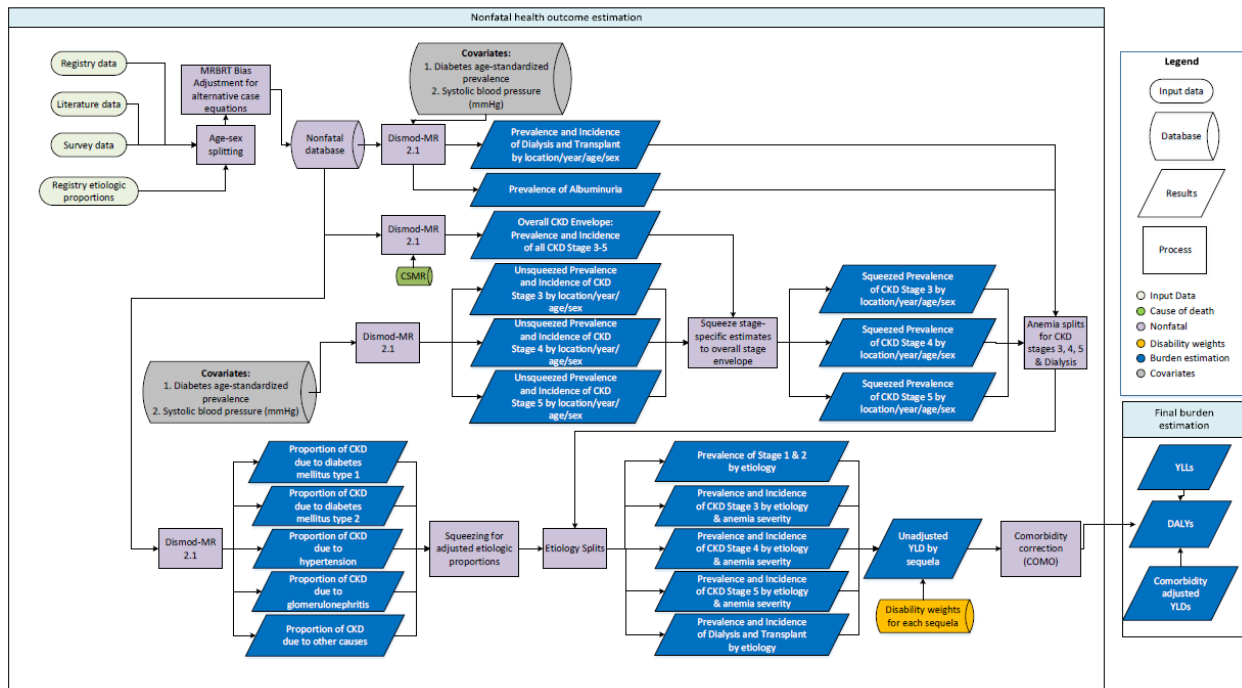 Nonfatal health outcome estimation
Registry data
Literature data
Survey data
Registry etiologic
proportions
MRBRT Bias
Adjustment for
alternative case
equations
Age-sex
splitting
Nonfatal
database
Covariates:
1. Diabetes age-standardized
prevalence
2. Systolic blood pressure
(mmHg)
Dismod-MR
2.1
Prevalence and Incidence
of Dialysis and Transplant
by location/year/age/sex
Prevalence of Albuminuria
Dismod-MR
2.1
CSMR
Overall CKD Envelope:
Prevalence and Incidence
of all CKD Stage 3-5
Unsqueezed Prevalence
and Incidence of CKD
Stage 3 by location/year/
age/sex
Dismod-MR
2.1
Unsqueezed Prevalence
and Incidence of CKD
Stage 4 by location/year/
age/sex
Unsqueezed Prevalence
and Incidence of CKD
Stage 5 by location/year/
age/sex
Covariates:
1. Diabetes age-standardized
prevalence
2. Systolic blood pressure (mmHg)
Squeeze stage-
specific estimates
to overall stage
envelope
Squeezed Prevalence
of CKD Stage 3 by
location/year/age/sex
Squeezed Prevalence
of CKD Stage 4 by
location/year/age/sex
Squeezed Prevalence
of CKD Stage 5 by
location/year/age/sex
Anemia splits
for CKD
stages 3, 4, 5
& Dialysis
Dismod-MR
2.1
Proportion of CKD
due to diabetes
mellitus type 1
Proportion of CKD
due to diabetes
mellitus type 2
Proportion of CKD
due to
hypertension
Proportion of CKD
due to
glomerulonephritis
Proportion of CKD
due to other causes
Squeezing for
adjusted etiologic
proportions
Etiology Splits
Prevalence of Stage 1 & 2
by etiology
Prevalence and Incidence
of CKD Stage 3 by etiology
& anemia severity
Prevalence and Incidence
of CKD Stage 4 by etiology
& anemia severity
Prevalence and Incidence
of CKD Stage 5 by etiology
& anemia severity
Prevalence and Incidence
of Dialysis and Transplant
by etiology
Unadjusted
YLD by
sequela
Disability weights
for each sequela
Comorbidity
correction
(COMO)
Legend
Input data
Database
Results
Process
Input Data
Cause of death
Nonfatal
Disability weights
Burden estimation
Covariates
Final burden
estimation
YLLs
DALYs
Comorbidity
adjusted
YLDs